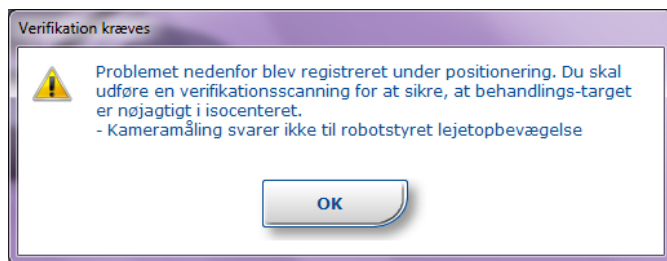 Verifikation kræves
Problemet nedenfor blev registreret under positionering. Du skal
udføre en verifikationsscanning for at sikre, at behandlings-target
er nøjagtigt i isocenteret.
- Kameramåling svarer ikke til robotstyret lejetopbevægelse
OK